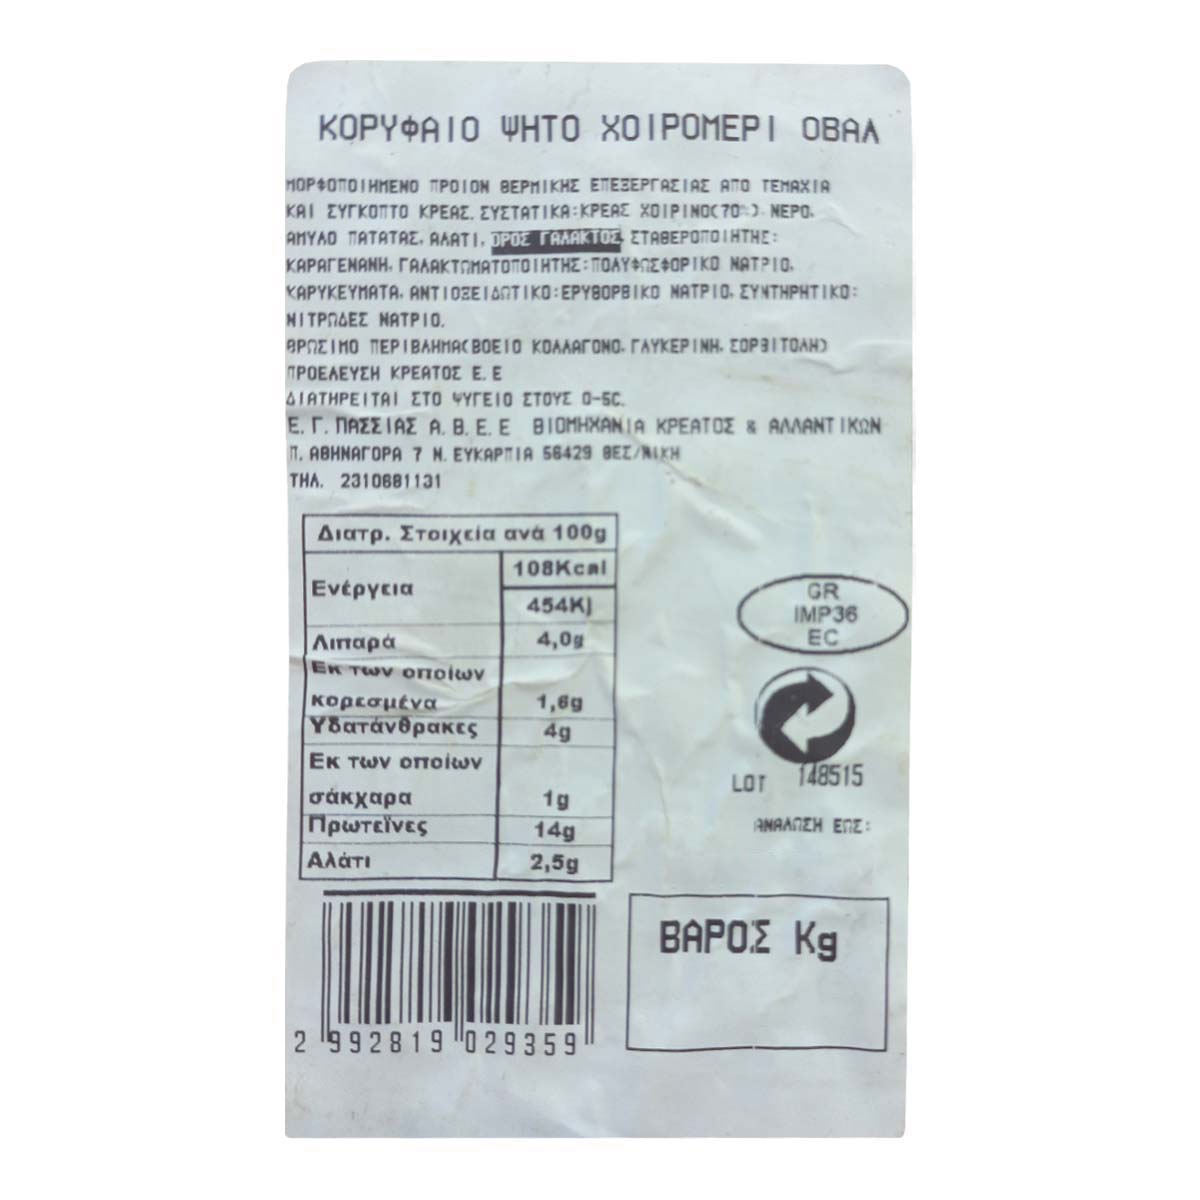 ΚΟΡΥΦΑΙΟ ΨΗΤΟ ΧΟΙΡΟΜΕΡΙ ΟΒΑΛ
ΜΟΡΦΟΠΟΙΗΜΕΝΟ ΠΡΟΙΟΝ ΘΕΡΜΙΚΗΣ ΕΠΕΞΕΡΓΑΣΙΑΣ ΑΠΟ ΤΕΜΑΧΙΑ
ΚΑΙ ΣΥΓΚΟΠΤΟ ΚΡΕΑΣ. ΣΥΣΤΑΤΙΚΑ:ΚΡΕΑΣ ΧΟΙΡΙΝΟ(70%). ΝΕΡΟ,
ΑΜΥΛΟ ΠΑΤΑΤΑΣ, ΑΛΑΤΙ, ΟΡΟΣ ΓΑΛΑΚΤΟΣ, ΣΤΑΘΕΡΟΠΟΙΗΤΗΣ:
ΚΑΡΑΓΕΝΑΝΗ, ΓΑΛΑΚΤΩΜΑΤΟΠΟΙΗΤΗΣ:ΠΟΛΥΦΩΣΦΟΡΙΚΟ ΝΑΤΡΙΟ,
ΚΑΡΥΚΕΥΜΑΤΑ, ΑΝΤΙΟΞΕΙΔΩΤΙΚΟ:ΕΡΥΘΟΡΒΙΚΟ ΝΑΤΡΙΟ, ΣΥΝΤΗΡΗΤΙΚΟ:
ΝΙΤΡΩΔΕΣ ΝΑΤΡΙΟ.
ΒΡΩΣΙΜΟ ΠΕΡΙΒΛΗΜΑ(ΒΟΕΙΟ ΚΟΛΛΑΓΟΝΟ, ΓΛΥΚΕΡΙΝΗ, ΣΟΡΒΙΤΟΛΗ)
ΠΡΟΕΛΕΥΣΗ ΚΡΕΑΤΟΣ Ε.Ε
ΔΙΑΤΗΡΕΙΤΑΙ ΣΤΟ ΨΥΓΕΙΟ ΣΤΟΥΣ 0-5C.
Ε.Γ.ΠΑΣΣΙΑΣ Α.Β.Ε.Ε ΒΙΟΜΗΧΑΝΙΑ ΚΡΕΑΤΟΣ & ΑΛΛΑΝΤΙΚΩΝ
Π. ΑΘΗΝΑΓΟΡΑ 7 Ν.ΕΥΚΑΡΠΙΑ 56429 ΘΕΣ/ΝΙΚΗ
ΤΗΛ. 2310681131
Διατρ. Στοιχεία ανά 100g
Ενέργεια 108Kcal
454KJ
Λιπαρά 4,0g
Εκ των οποίων
κορεσμένα 1,6g
Υδατάνθρακες 4g
Εκ των οποίων
σάκχαρα 1g
Πρωτεΐνες 14g
Αλάτι 2,5g
GR
IMP36
EC
LOT 148515
ΑΝΑΛΩΣΗ ΕΩΣ:
ΒΑΡΟΣ Kg
2 992819 029359